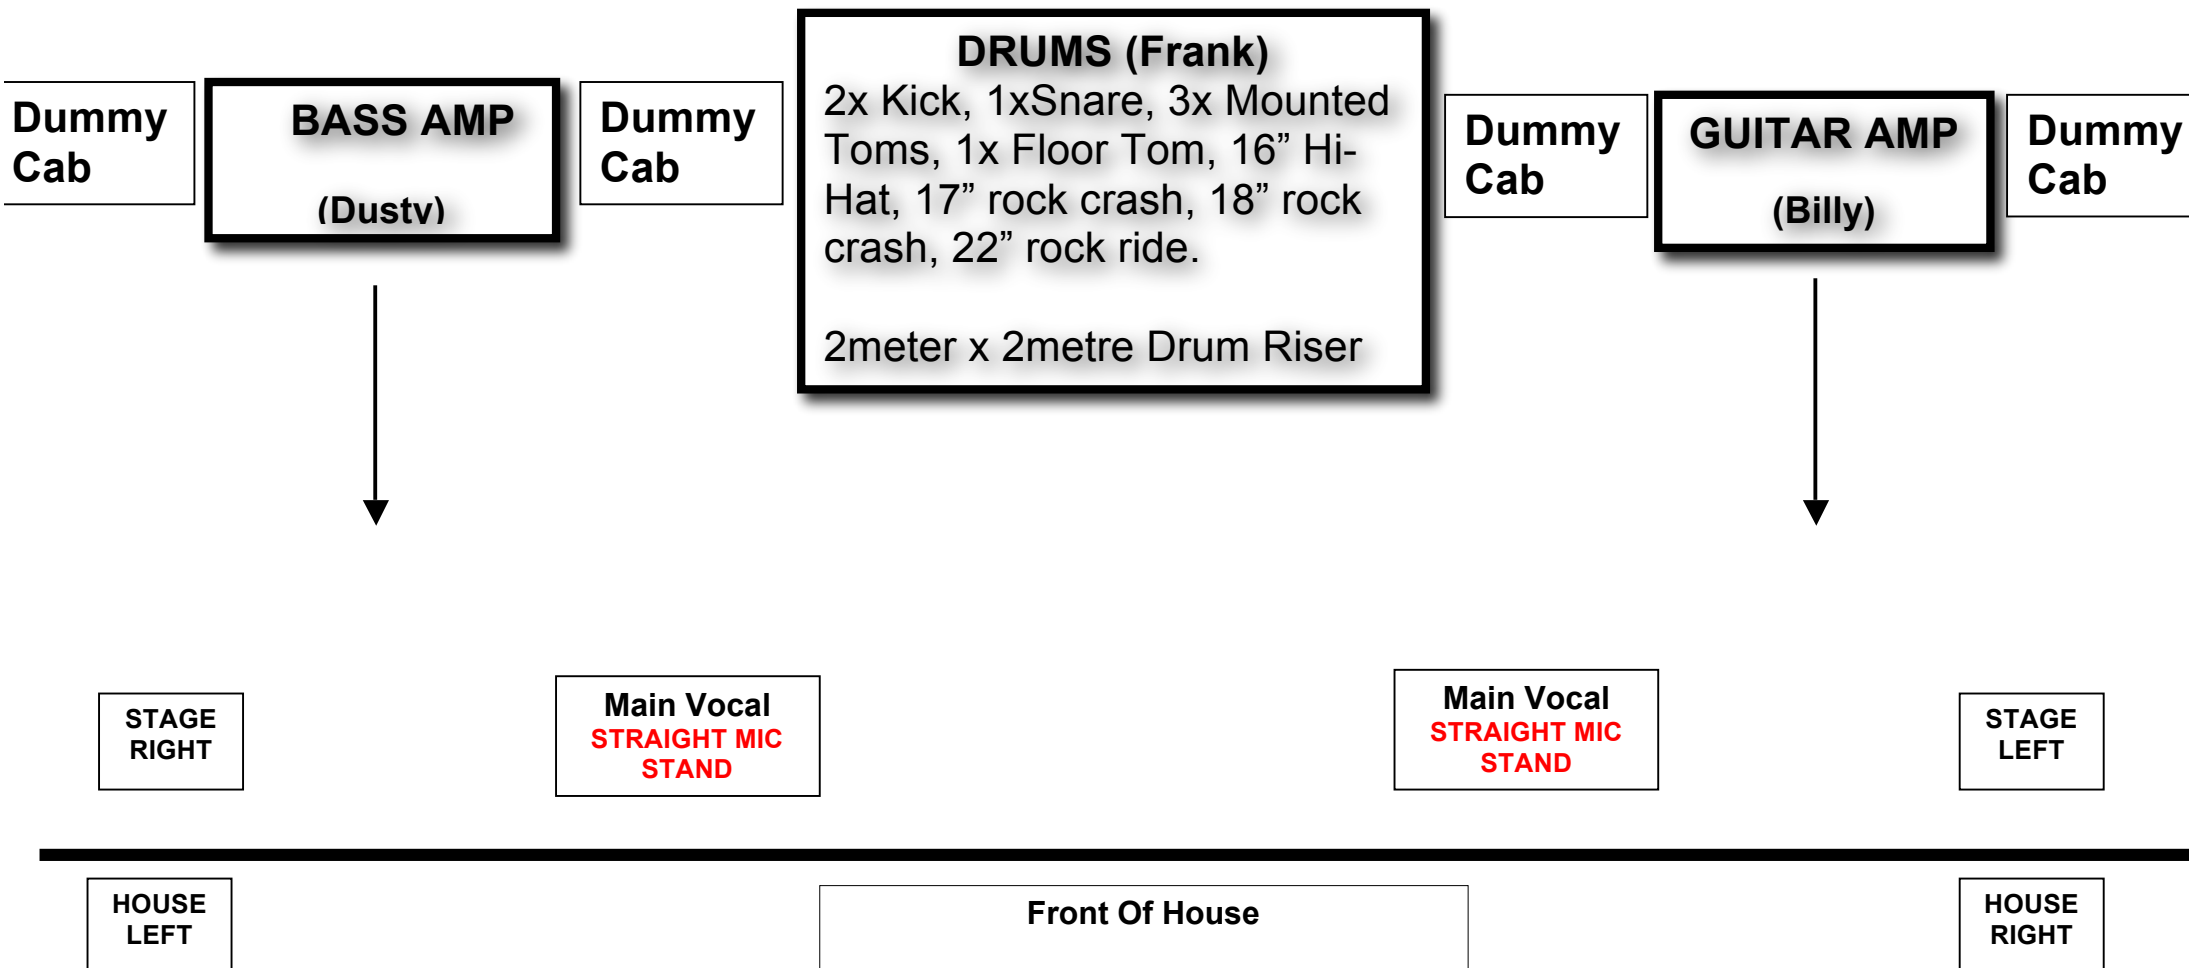 Dummy
Cab
BASS AMP
(Dusty)
Dummy
Cab
DRUMS (Frank)
2x Kick, 1xSnare, 3x Mounted
Toms, 1x Floor Tom, 16” Hi-
Hat, 17” rock crash, 18” rock
crash, 22” rock ride.
2meter x 2metre Drum Riser
Dummy
Cab
GUITAR AMP
(Billy)
Dummy
Cab
STAGE
RIGHT
Main Vocal
STRAIGHT MIC
STAND
Main Vocal
STRAIGHT MIC
STAND
STAGE
LEFT
HOUSE
LEFT
Front Of House
HOUSE
RIGHT